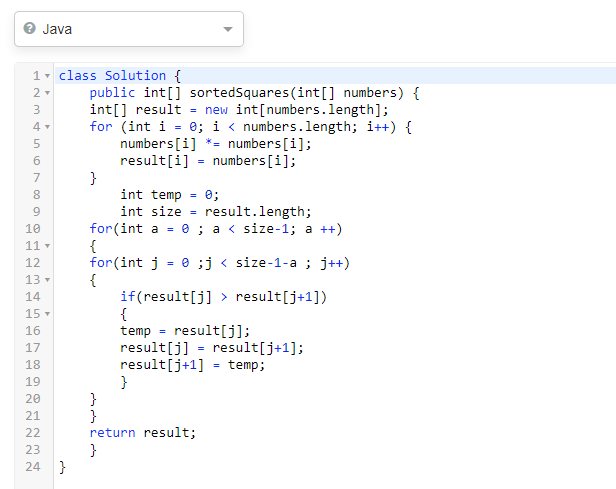 Java
1 class Solution {
2     public int[] sortedSquares(int[] numbers) {
3     int[] result = new int[numbers.length];
4     for (int i = 0; i < numbers.length; i++) {
5         numbers[i] *= numbers[i];
6         result[i] = numbers[i];
7     }
8         int temp = 0;
9         int size = result.length;
10     for(int a = 0 ; a < size-1; a ++)
11     {
12     for(int j = 0 ;j < size-1-a ; j++)
13     {
14         if(result[j] > result[j+1])
15         {
16         temp = result[j];
17         result[j] = result[j+1];
18         result[j+1] = temp;
19         }
20     }
21     }
22     return result;
23     }
24 }